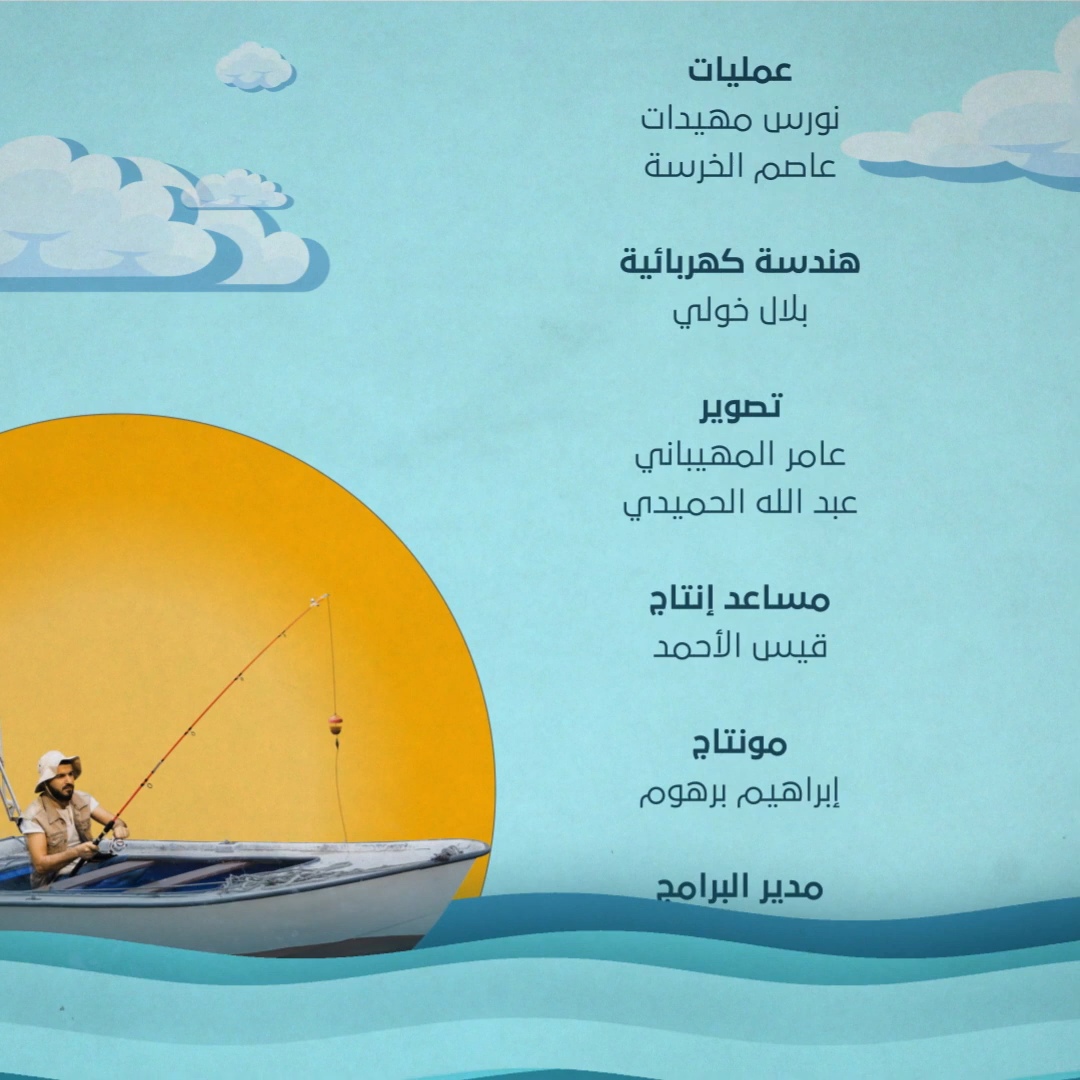 عمليات
نورس مهيدات
عاصم الخرسة
هندسة كهربائية
بلال خولي
تصوير
عامر المهيباني
عبد الله الحميدي
مساعد إنتاج
قيس الأحمد
مونتاج
إبراهيم برهوم
مدير البرامج